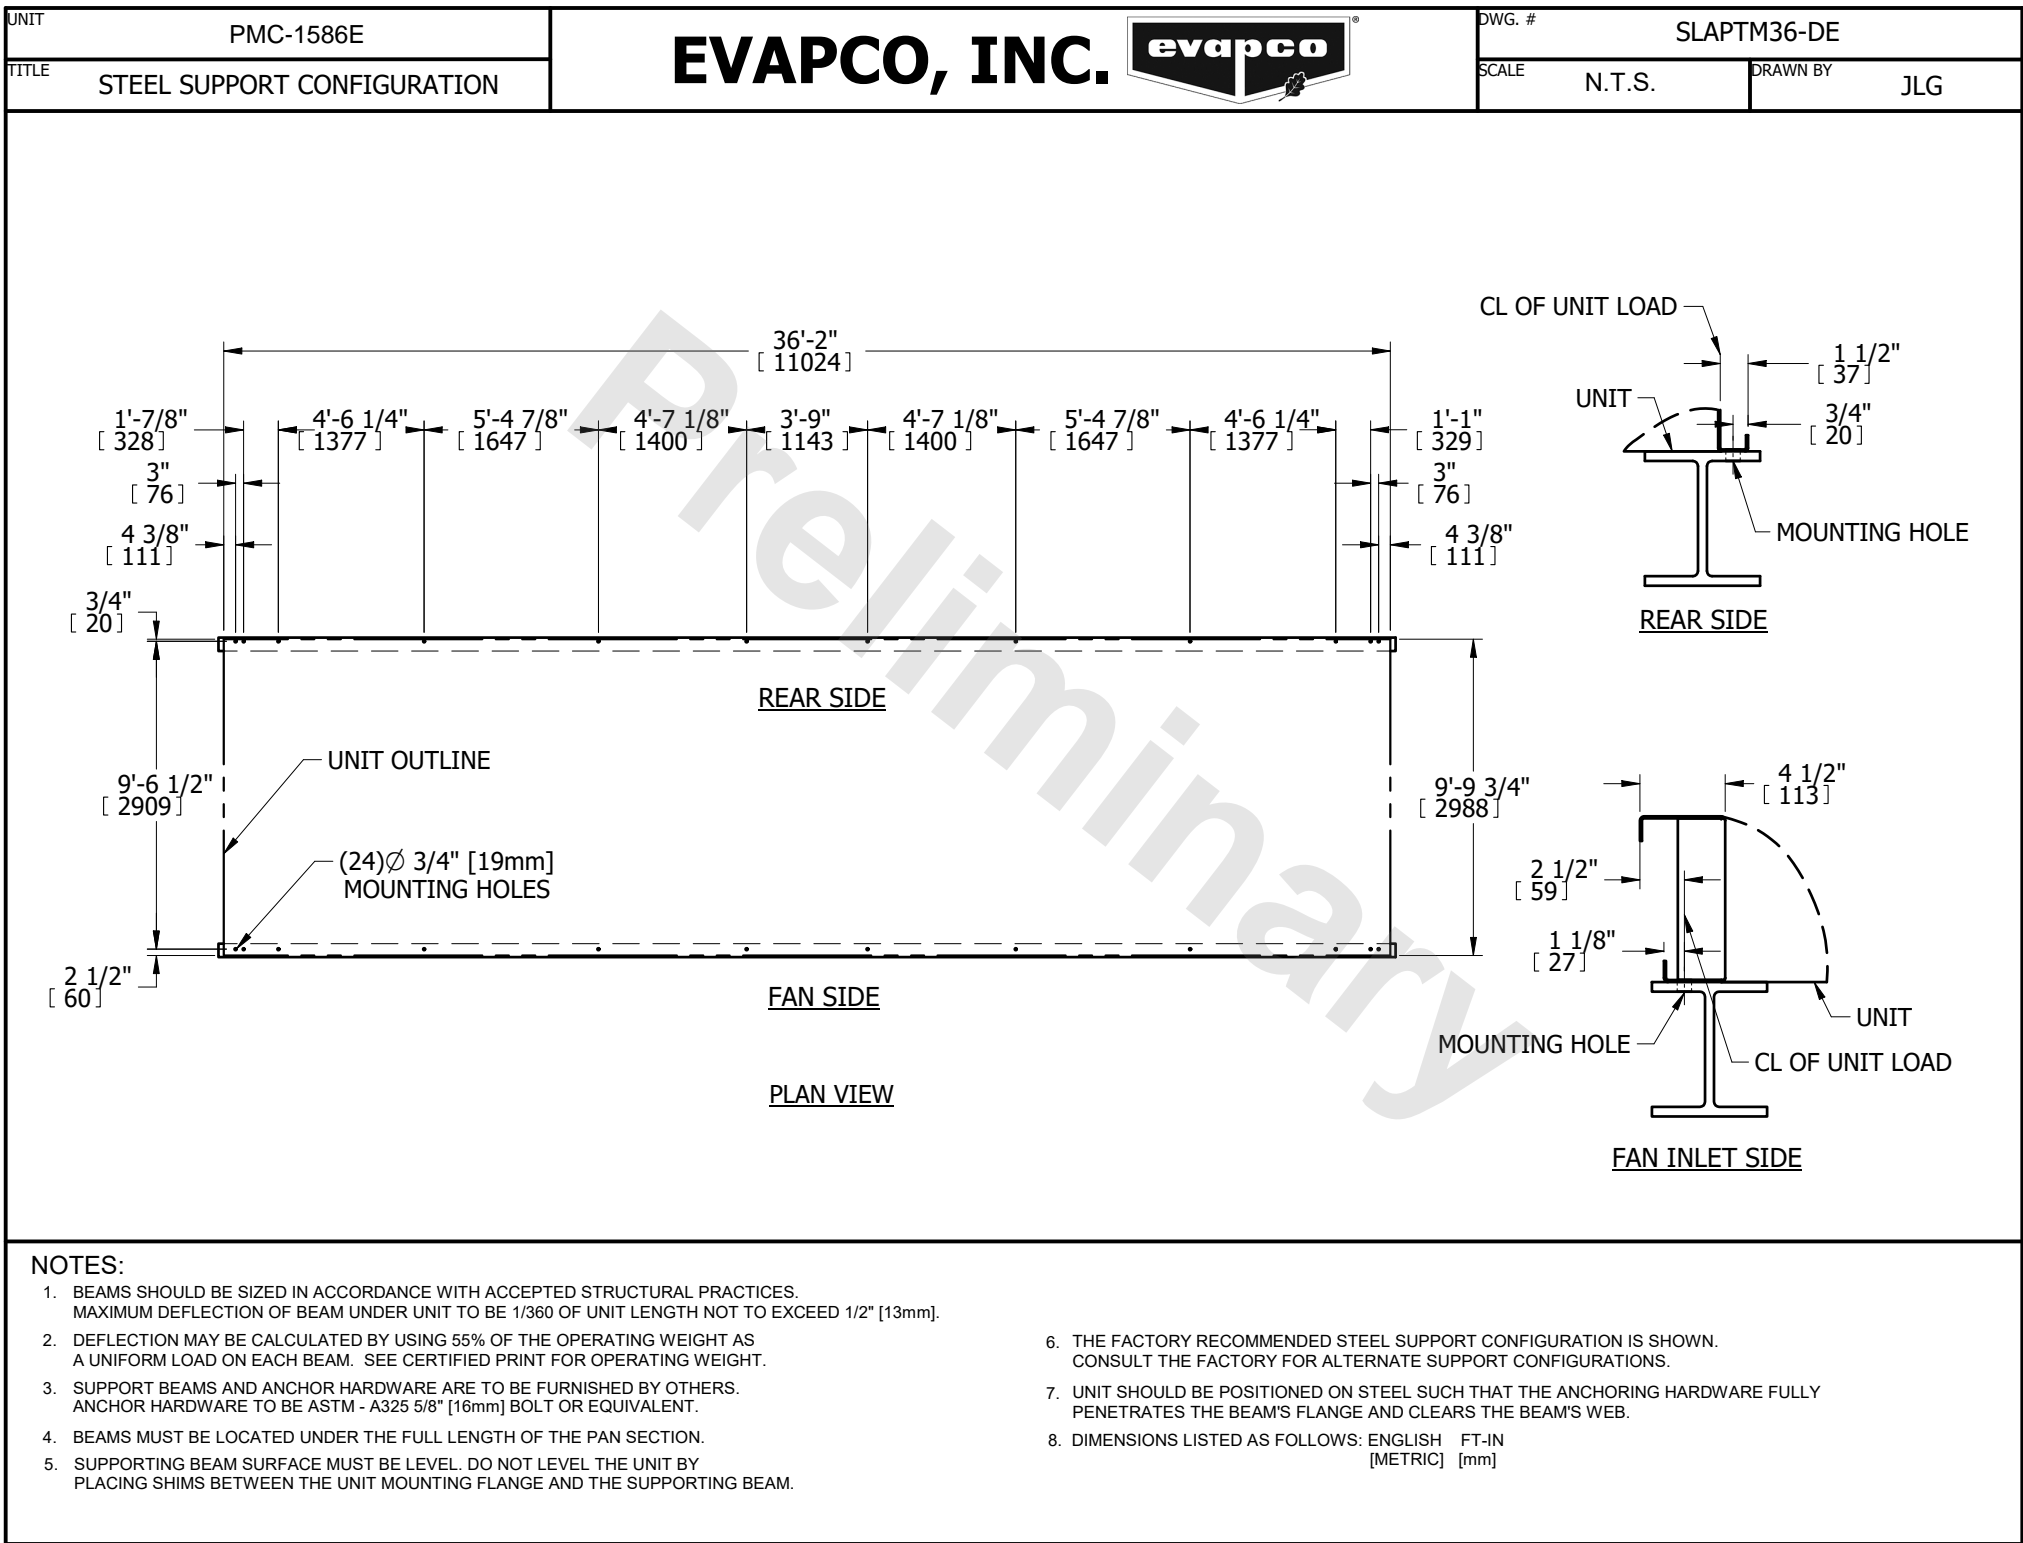 UNIT
PMC-1586E
TITLE
STEEL SUPPORT CONFIGURATION
EVAPCO, INC.
evapco
®
DWG. #
SLAPTM36-DE
SCALE
N.T.S.
DRAWN BY
JLG
36'-2"
[ 11024 ]
1'-7/8"
[ 328 ]
4'-6 1/4"
[ 1377 ]
5'-4 7/8"
[ 1647 ]
4'-7 1/8"
[ 1400 ]
3'-9"
[ 1143 ]
4'-7 1/8"
[ 1400 ]
5'-4 7/8"
[ 1647 ]
4'-6 1/4"
[ 1377 ]
1'-1"
[ 329 ]
3"
[ 76 ]
3"
[ 76 ]
4 3/8"
[ 111 ]
4 3/8"
[ 111 ]
3/4"
[ 20 ]
REAR SIDE
UNIT OUTLINE
9'-6 1/2"
[ 2909 ]
9'-9 3/4"
[ 2988 ]
(24)∅ 3/4" [19mm]
MOUNTING HOLES
2 1/2"
[ 60 ]
FAN SIDE
PLAN VIEW
Preliminary
CL OF UNIT LOAD
1 1/2"
[ 37 ]
UNIT
3/4"
[ 20 ]
MOUNTING HOLE
REAR SIDE
4 1/2"
[ 113 ]
2 1/2"
[ 59 ]
1 1/8"
[ 27 ]
UNIT
MOUNTING HOLE
CL OF UNIT LOAD
FAN INLET SIDE
NOTES:
1. BEAMS SHOULD BE SIZED IN ACCORDANCE WITH ACCEPTED STRUCTURAL PRACTICES.
MAXIMUM DEFLECTION OF BEAM UNDER UNIT TO BE 1/360 OF UNIT LENGTH NOT TO EXCEED 1/2" [13mm].
2. DEFLECTION MAY BE CALCULATED BY USING 55% OF THE OPERATING WEIGHT AS
A UNIFORM LOAD ON EACH BEAM. SEE CERTIFIED PRINT FOR OPERATING WEIGHT.
3. SUPPORT BEAMS AND ANCHOR HARDWARE ARE TO BE FURNISHED BY OTHERS.
ANCHOR HARDWARE TO BE ASTM - A325 5/8" [16mm] BOLT OR EQUIVALENT.
4. BEAMS MUST BE LOCATED UNDER THE FULL LENGTH OF THE PAN SECTION.
5. SUPPORTING BEAM SURFACE MUST BE LEVEL. DO NOT LEVEL THE UNIT BY
PLACING SHIMS BETWEEN THE UNIT MOUNTING FLANGE AND THE SUPPORTING BEAM.
6. THE FACTORY RECOMMENDED STEEL SUPPORT CONFIGURATION IS SHOWN.
CONSULT THE FACTORY FOR ALTERNATE SUPPORT CONFIGURATIONS.
7. UNIT SHOULD BE POSITIONED ON STEEL SUCH THAT THE ANCHORING HARDWARE FULLY
PENETRATES THE BEAM'S FLANGE AND CLEARS THE BEAM'S WEB.
8. DIMENSIONS LISTED AS FOLLOWS: ENGLISH FT-IN
[METRIC] [mm]